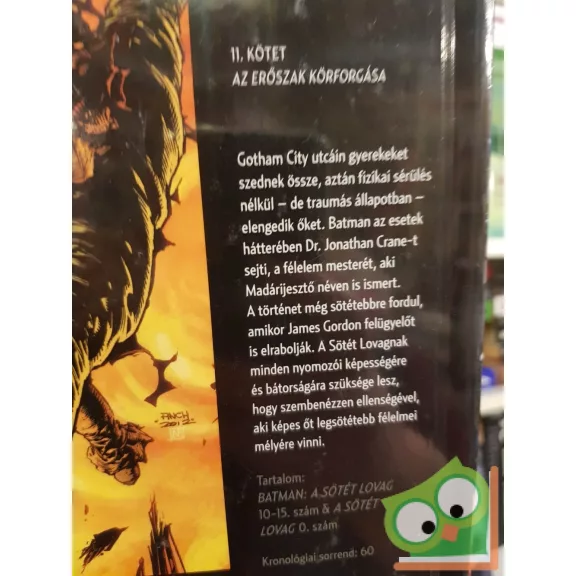 11. KÖTET
AZ ERŐSZAK KÖRFORGÁSA
Gotham City utcáin gyerekeket
szednek össze, aztán fizikai sérülés
nélkül – de traumás állapotban –
elengedik őket. Batman az esetek
hátterében Dr. Jonathan Crane-t
sejti, a félelem mesterét, aki
Madárijesztő néven is ismert.
A történet még sötétebbre fordul,
amikor James Gordon felügyelőt
is elrabolják. A Sötét Lovagnak
minden nyomozói képességére
és bátorságára szüksége lesz,
hogy szembenézzen ellenségével,
aki képes őt legsötétebb félelmei
mélyére vinni.
Tartalom:
BATMAN: A SÖTÉT LOVAG
10-15. szám & A SÖTÉT
LOVAG 0. szám
Kronológiai sorrend: 60
FINCH
2012